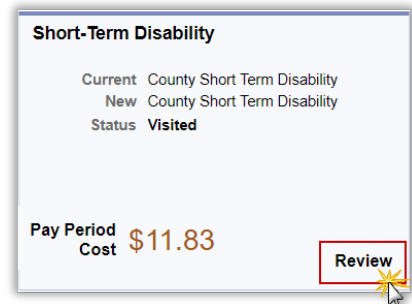 Short-Term Disability
Current County Short Term Disability
New County Short Term Disability
Status Visited
Pay Period
Cost $11.83
Review